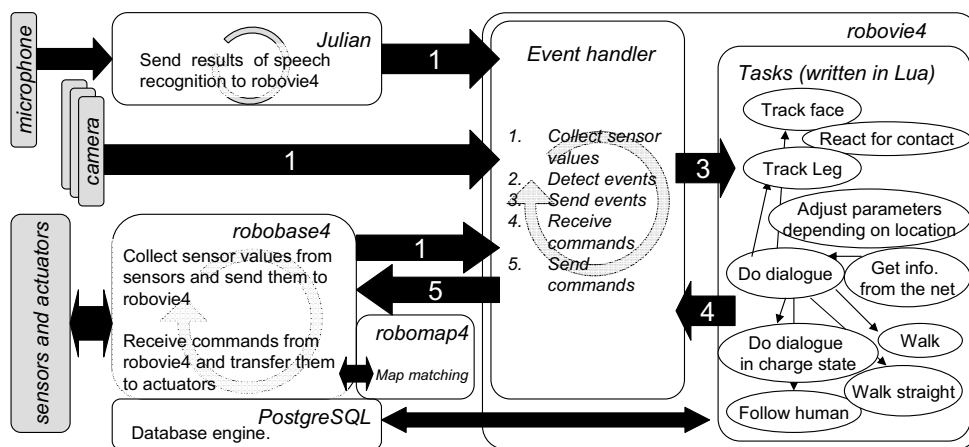 microphone
camera
sensors and actuators
Julian
Send results of speech
recognition to robovie4
1
1
robobase4
Collect sensor values from
sensors and send them to
robovie4
Receive commands from
robovie4 and transfer them
to actuators
1
5
robomap4
Map matching
PostgreSQL
Database engine.
robovie4
Event handler
1. Collect sensor
values
2. Detect events
3. Send events
4. Receive
commands
5. Send
commands
3
4
Tasks (written in Lua)
Track face
React for contact
Track Leg
Adjust parameters
depending on location
Do dialogue
Get info.
from the net
Do dialogue
in charge state
Walk
Walk straight
Follow human